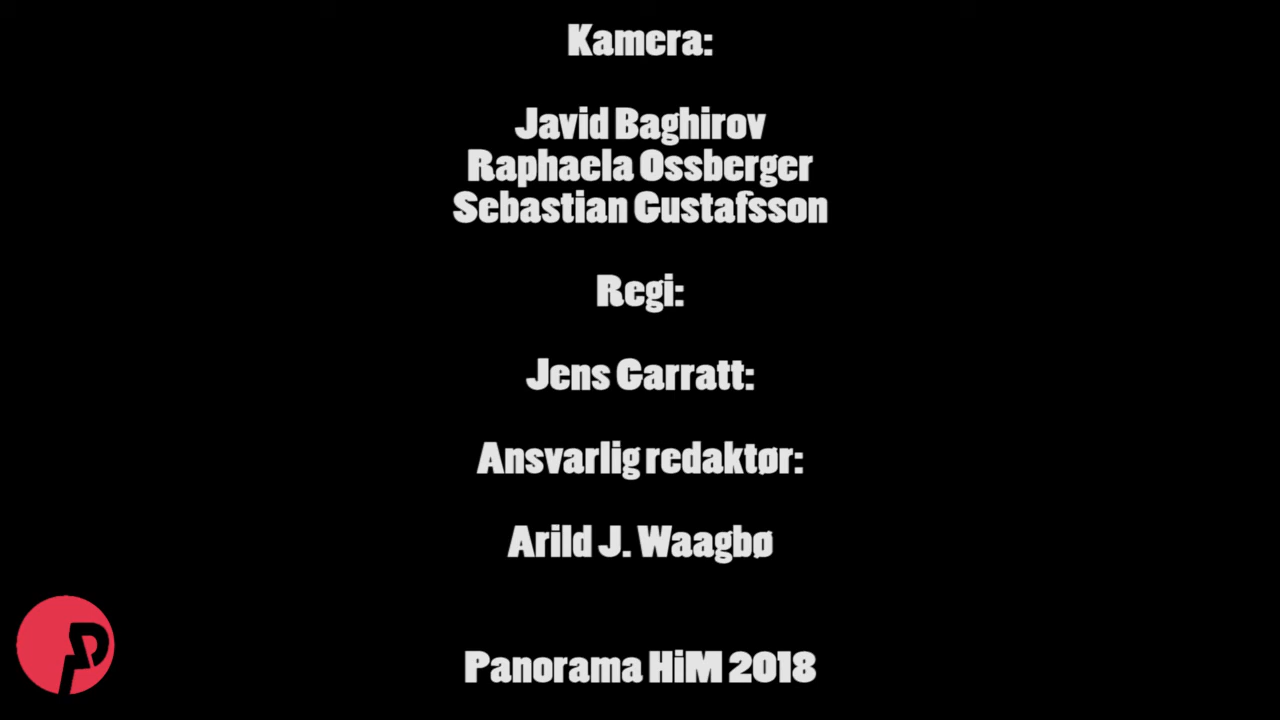 Kamera:
Javid Baghirov
Raphaela Ossberger
Sebastian Gustafsson
Regi:
Jens Garratt:
Ansvarlig redaktør:
Arild J. Waagbø
Panorama HiM 2018